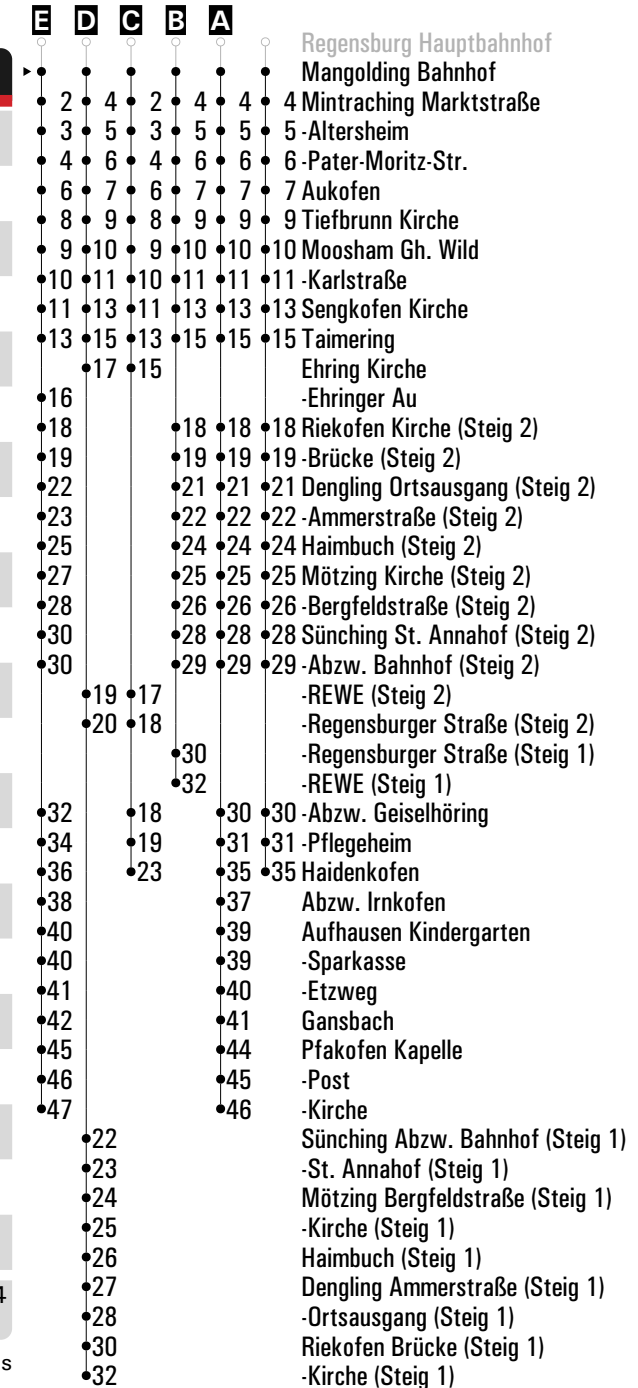 E D C B A
Regensburg Hauptbahnhof
Mangolding Bahnhof
2 4 2 4 4 4 Mintraching Marktstraße
3 5 3 5 5 5 -Altersheim
4 6 4 6 6 6 -Pater-Moritz-Str.
6 7 6 7 7 7 Aukofen
8 9 8 9 9 9 Tiefbrunn Kirche
9 10 9 10 10 10 Moosham Gh. Wild
10 11 10 11 11 11 -Karlstraße
11 13 11 13 13 13 Sengkofen Kirche
13 15 13 15 15 15 Taimering
17 15 Ehring Kirche
16 -Ehringer Au
18 18 18 18 Riekofen Kirche (Steig 2)
19 19 19 19 -Brücke (Steig 2)
22 21 21 21 Dengling Ortsausgang (Steig 2)
23 22 22 22 -Ammerstraße (Steig 2)
25 24 24 24 Haimbuch (Steig 2)
27 25 25 25 Mötzing Kirche (Steig 2)
28 26 26 26 -Bergfeldstraße (Steig 2)
30 28 28 28 Sünching St. Annahof (Steig 2)
30 29 29 29 -Abzw. Bahnhof (Steig 2)
19 17 -REWE (Steig 2)
20 18 -Regensburger Straße (Steig 2)
30 -Regensburger Straße (Steig 1)
32 -REWE (Steig 1)
32 18 30 30 -Abzw. Geiselhöring
34 19 31 31 -Pflegeheim
36 23 35 35 Haidenkofen
38 37 Abzw. Irnkofen
40 39 Aufhausen Kindergarten
40 39 -Sparkasse
41 40 -Etzweg
42 41 Gansbach
45 44 Pfakofen Kapelle
46 45 -Post
47 46 -Kirche
22 Sünching Abzw. Bahnhof (Steig 1)
23 -St. Annahof (Steig 1)
24 Mötzing Bergfeldstraße (Steig 1)
25 -Kirche (Steig 1)
26 Haimbuch (Steig 1)
27 Dengling Ammerstraße (Steig 1)
28 -Ortsausgang (Steig 1)
30 Riekofen Brücke (Steig 1)
32 -Kirche (Steig 1)